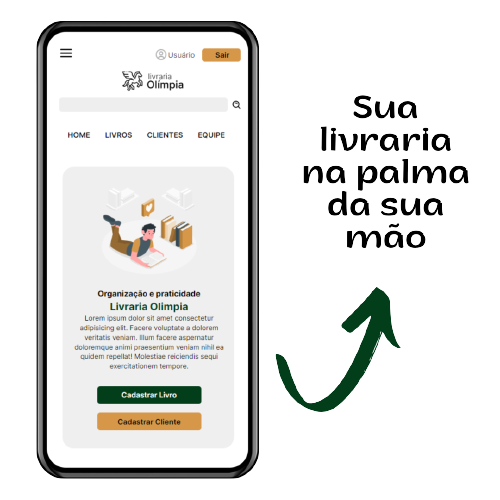 Usuário Sair
livraria
Olímpia
HOME LIVROS CLIENTES EQUIPE
Organização e praticidade
Livraria Olimpia
Lorem ipsum dolor sit amet consectetur
adipisicing elit. Facere voluptate a dolorem
veritatis veniam. Illum facere aspernatur
doloremque animi praesentium veniam nihil ea
quidem repellat! Molestiae reiciendis sequi
exercitationem tempore.
Cadastrar Livro
Cadastrar Cliente
Sua
livraria
na palma
da sua
mão